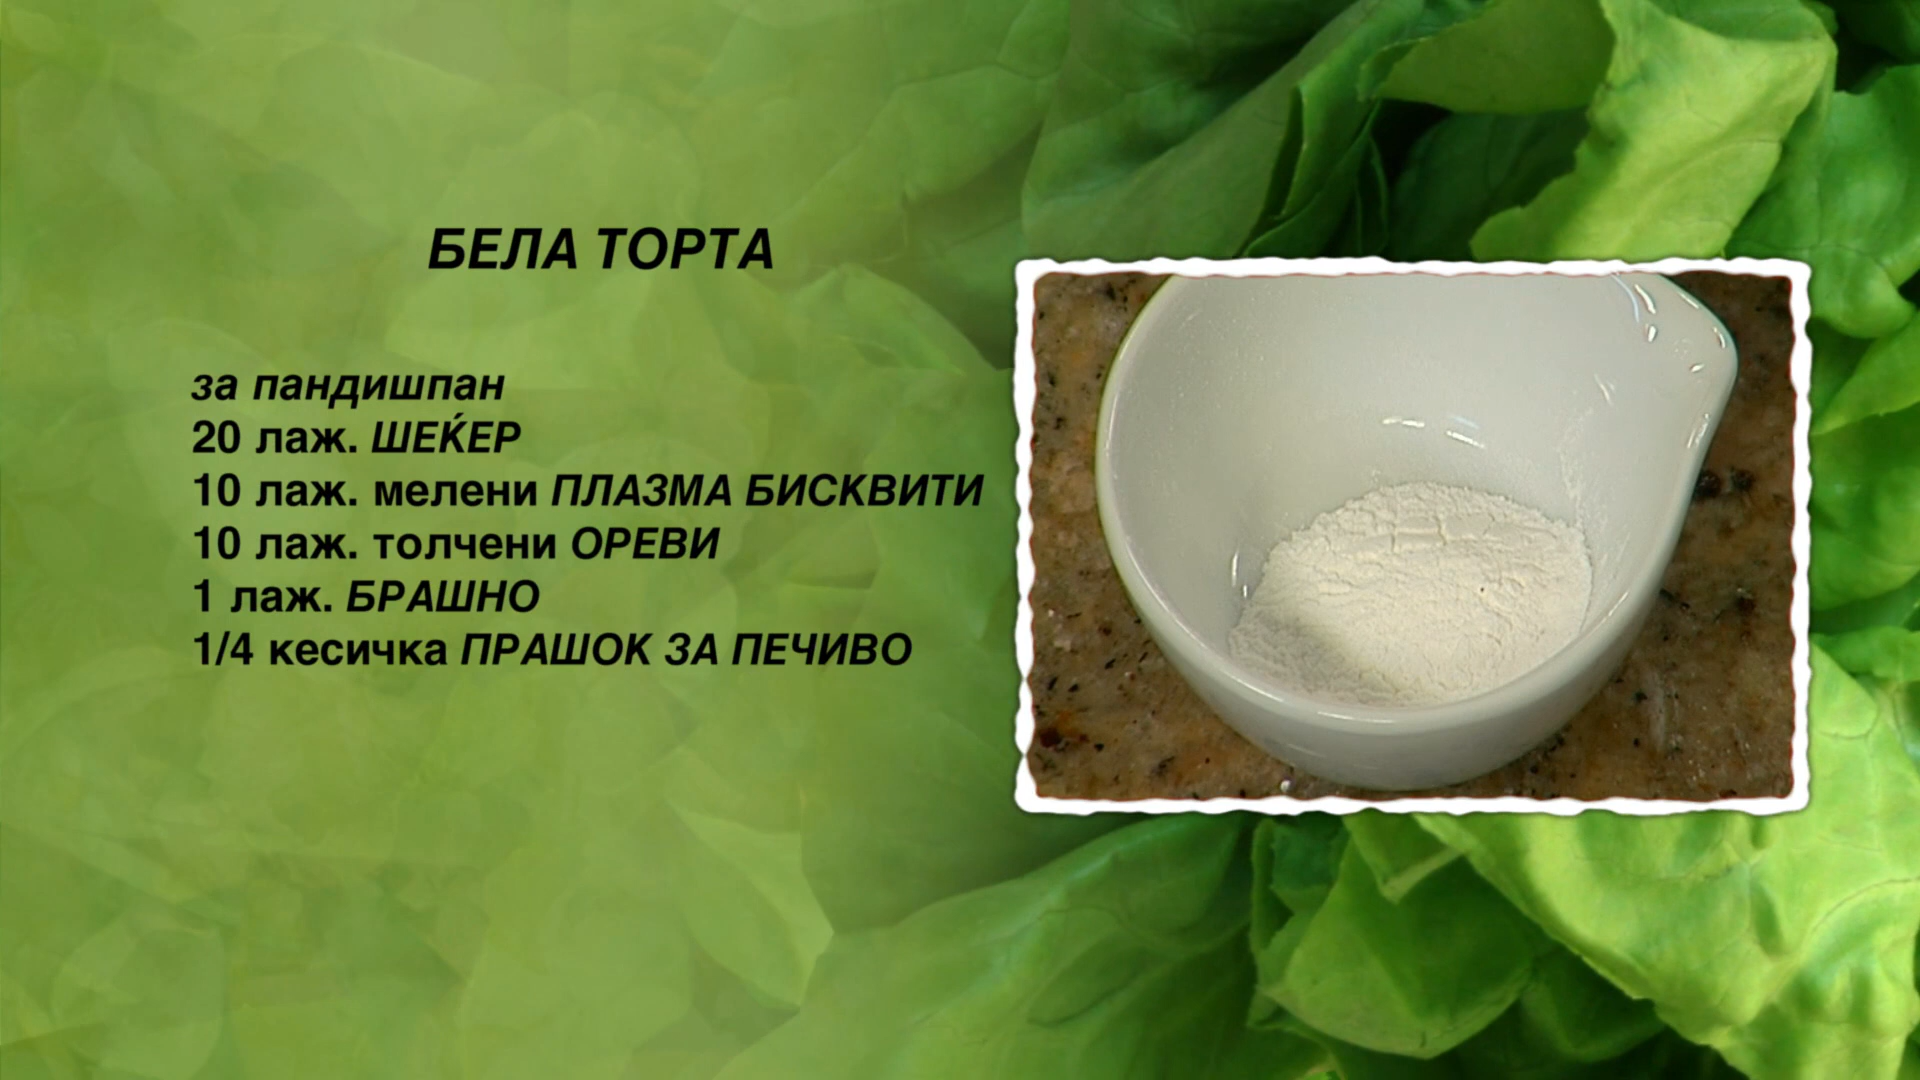 БЕЛА ТОРТА
за пандишпан
20 лаж. ШЕЌЕР
10 лаж. мелени ПЛАЗМА БИСКВИТИ
10 лаж. толчени ОРЕВИ
1 лаж. БРАШНО
1/4 кесичка ПРАШОК ЗА ПЕЧИВО